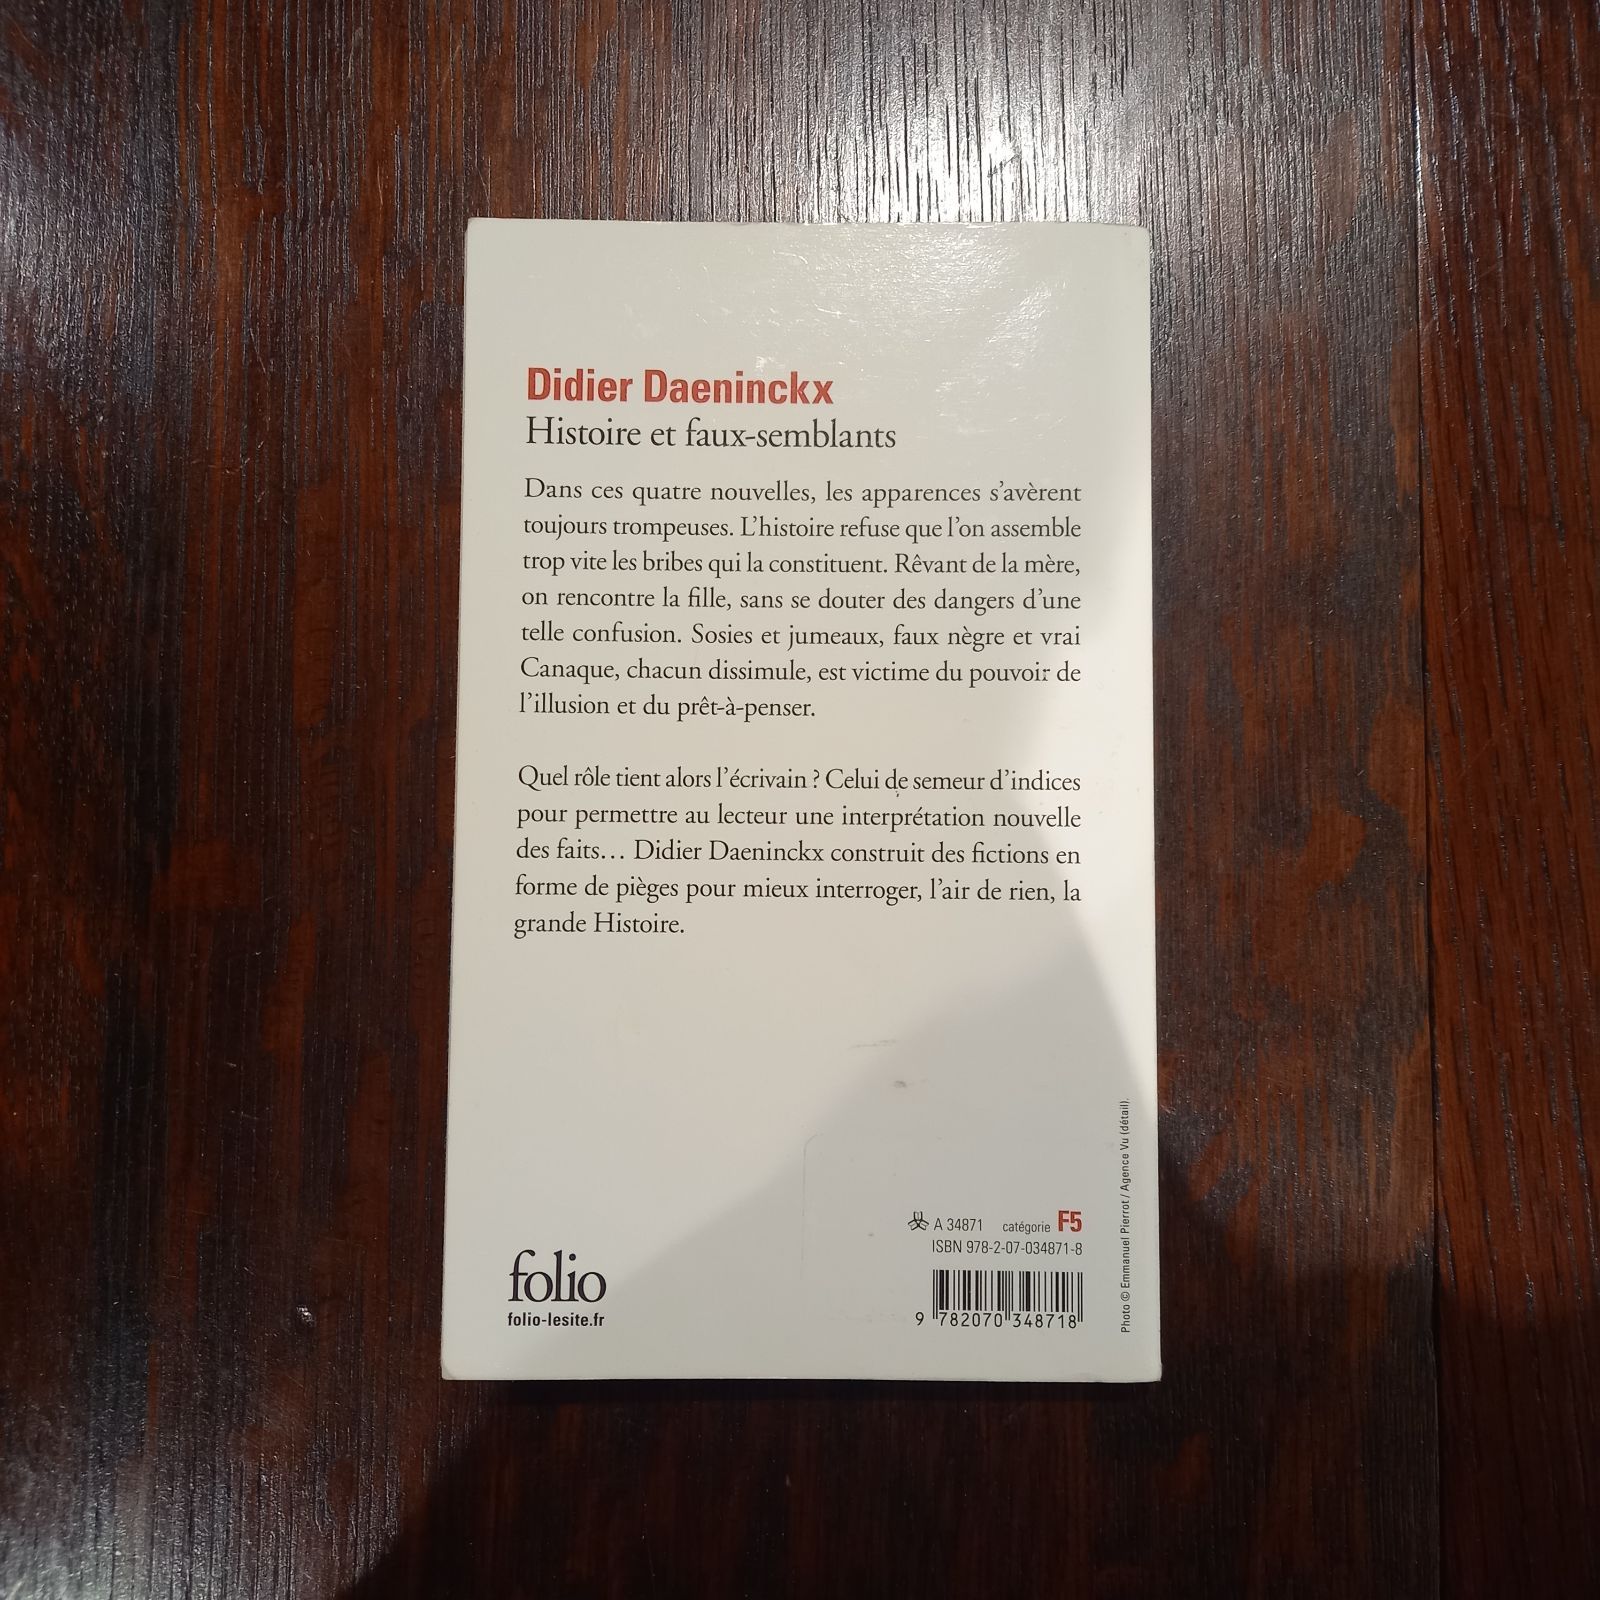 Didier Daeninckx
Histoire et faux-semblants
Dans ces quatre nouvelles, les apparences s'avèrent
toujours trompeuses. L'histoire refuse que l'on assemble
trop vite les bribes qui la constituent. Rêvant de la mère,
on rencontre la fille, sans se douter des dangers d'une
telle confusion. Sosies et jumeaux, faux nègre et vrai
Canaque, chacun dissimule, est victime du pouvoir de
l'illusion et du prêt-à-penser.
Quel rôle tient alors l'écrivain ? Celui de semeur d'indices
pour permettre au lecteur une interprétation nouvelle
des faits... Didier Daeninckx construit des fictions en
forme de pièges pour mieux interroger, l'air de rien, la
grande Histoire.
folio
folio-lesite.fr
A 34871 catégorie F5
ISBN 978-2-07-034871-8
9 782070 348718
Photo © Emmanuel Pierrot / Agence Vu (détail).